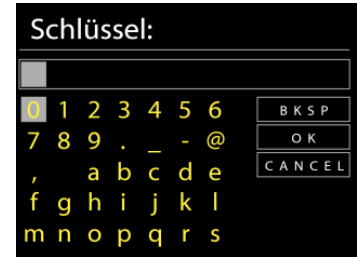 Schlüssel:
0 1 2 3 4 5 6 BKSP
7 8 9 . _ - @ OK
, a b c d e CANCEL
f g h i j k l
m n o p q r s